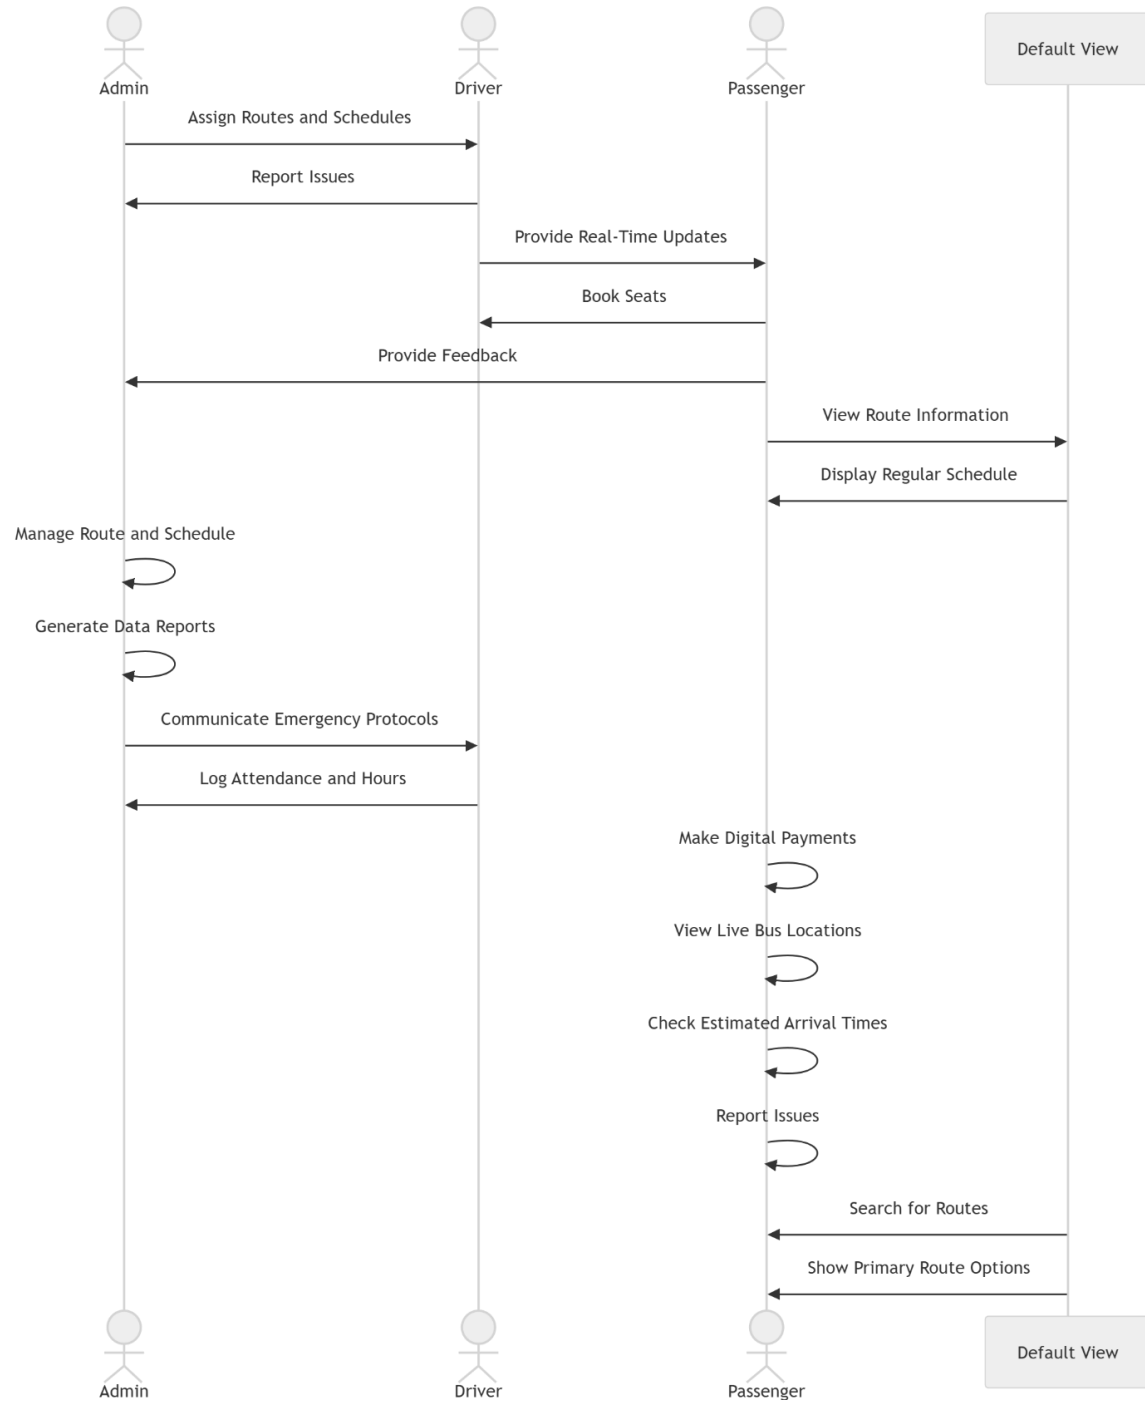 Admin
Driver
Passenger
Default View
Assign Routes and Schedules
Report Issues
Provide Real-Time Updates
Book Seats
Provide Feedback
View Route Information
Display Regular Schedule
Manage Route and Schedule
Generate Data Reports
Communicate Emergency Protocols
Log Attendance and Hours
Make Digital Payments
View Live Bus Locations
Check Estimated Arrival Times
Report Issues
Search for Routes
Show Primary Route Options
Admin
Driver
Passenger
Default View